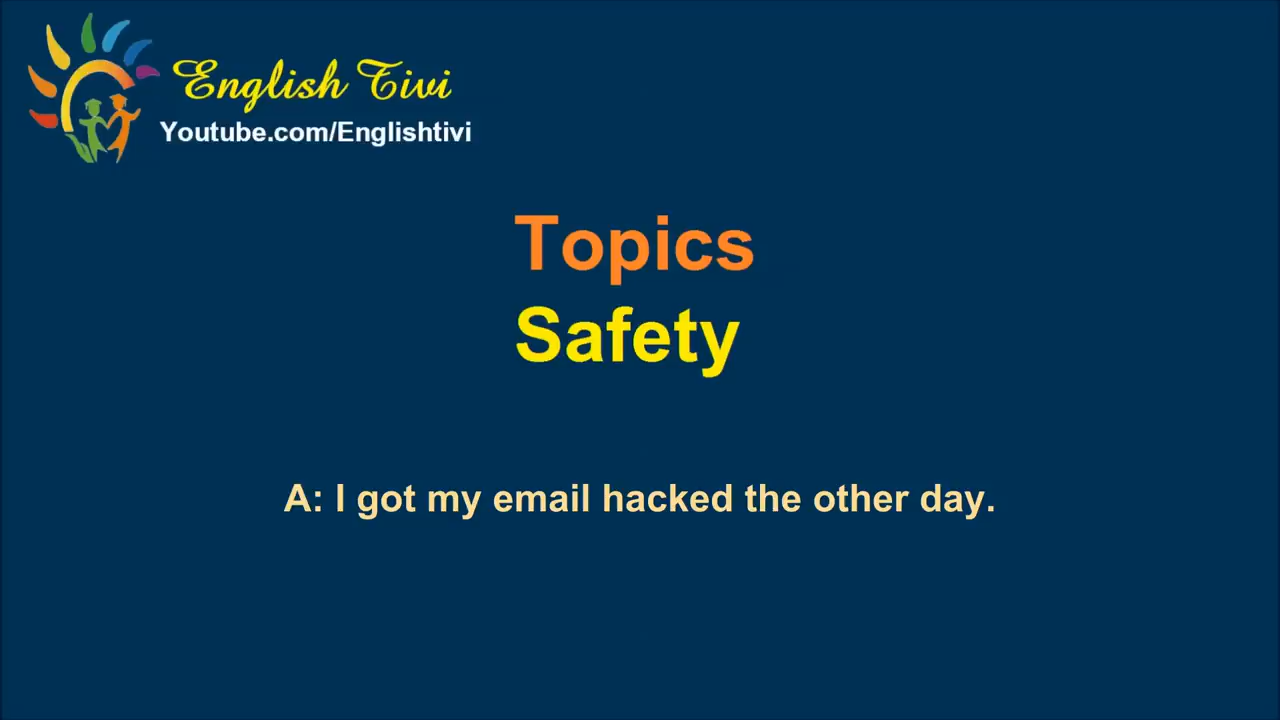 English Tivi
Youtube.com/Englishtivi
Topics
Safety
A: I got my email hacked the other day.